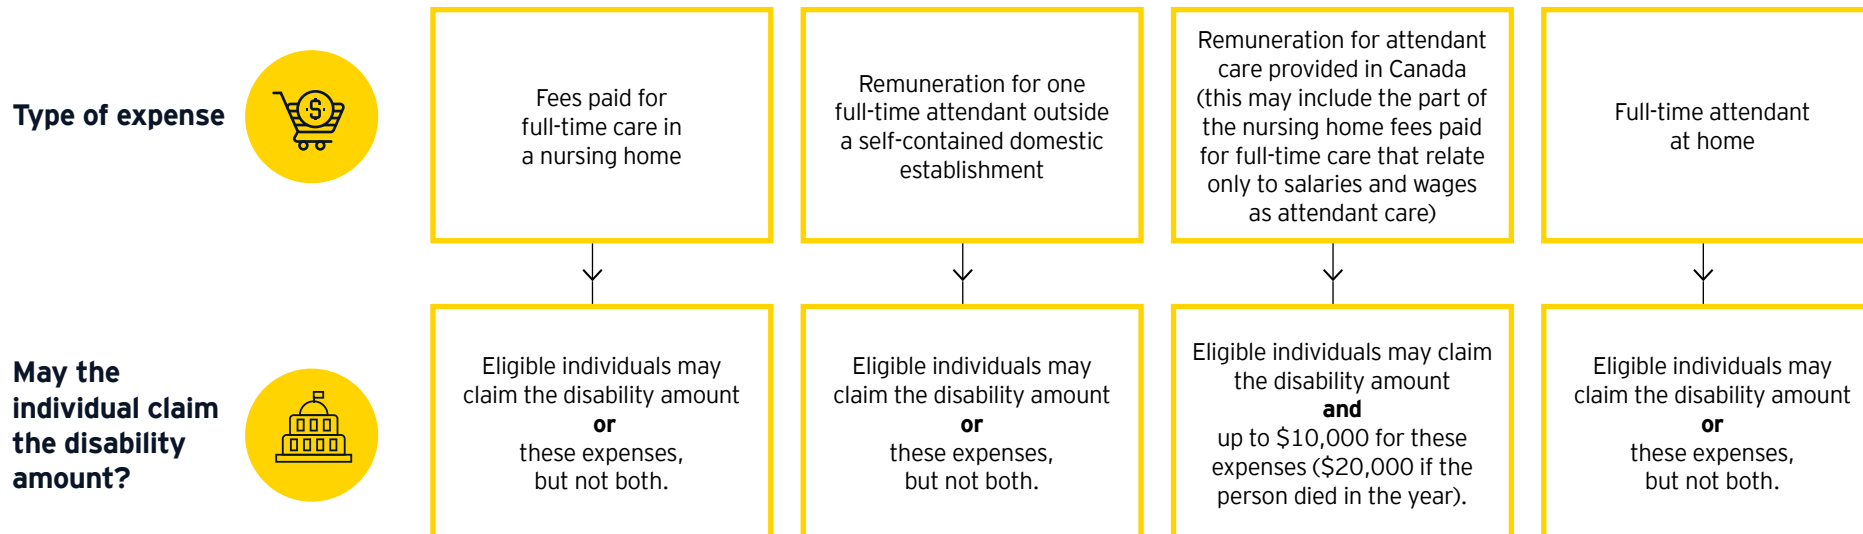 Type of expense
Fees paid for
full-time care in
a nursing home
Remuneration for one
full-time attendant outside
a self-contained domestic
establishment
Remuneration for attendant
care provided in Canada
(this may include the part of
the nursing home fees paid
for full-time care that relate
only to salaries and wages
as attendant care)
Full-time attendant
at home
May the
individual claim
the disability
amount?
Eligible individuals may
claim the disability amount
or
these expenses,
but not both.
Eligible individuals may
claim the disability amount
or
these expenses,
but not both.
Eligible individuals may claim
the disability amount
and
up to $10,000 for these
expenses ($20,000 if the
person died in the year).
Eligible individuals may
claim the disability amount
or
these expenses,
but not both.